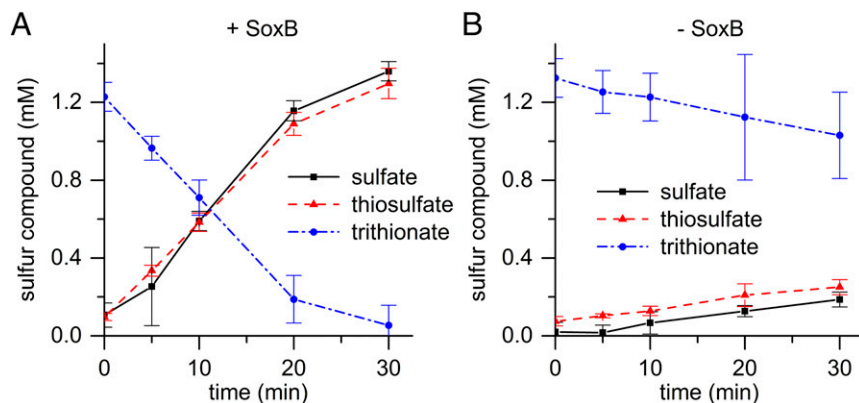 A
+ SoxB
sulfur compound (mM)
1.2
0.8
0.4
0.0
sulfate
thiosulfate
trithionate
0 10 20 30
time (min)
B
- SoxB
sulfur compound (mM)
1.2
0.8
0.4
0.0
sulfate
thiosulfate
trithionate
0 10 20 30
time (min)